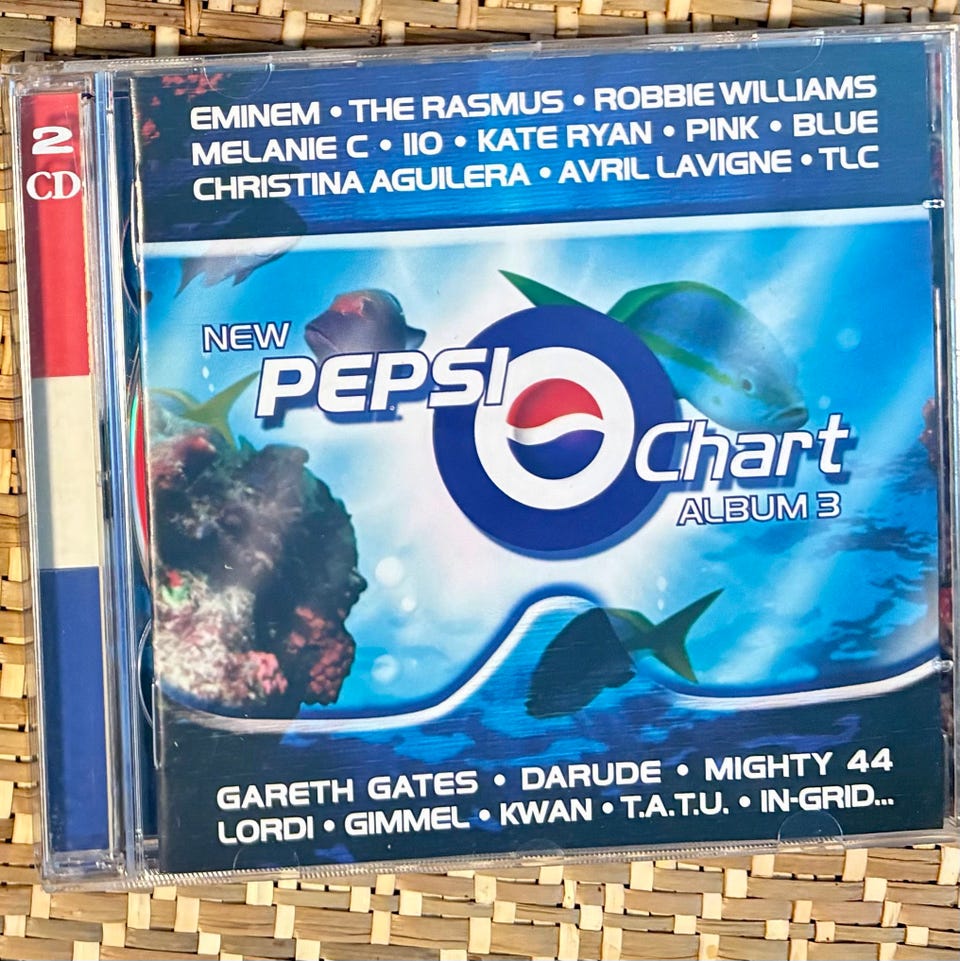 2
CD
EMINEM • THE RASMUS • ROBBIE WILLIAMS
MELANIE C • IIO • KATE RYAN • PINK • BLUE
CHRISTINA AGUILERA • AVRIL LAVIGNE • TLC
NEW
PEPSI
Chart
ALBUM 3
GARETH GATES • DARUDE • MIGHTY 44
LORDI • GIMMEL • KWAN • T.A.T.U. • IN-GRID...